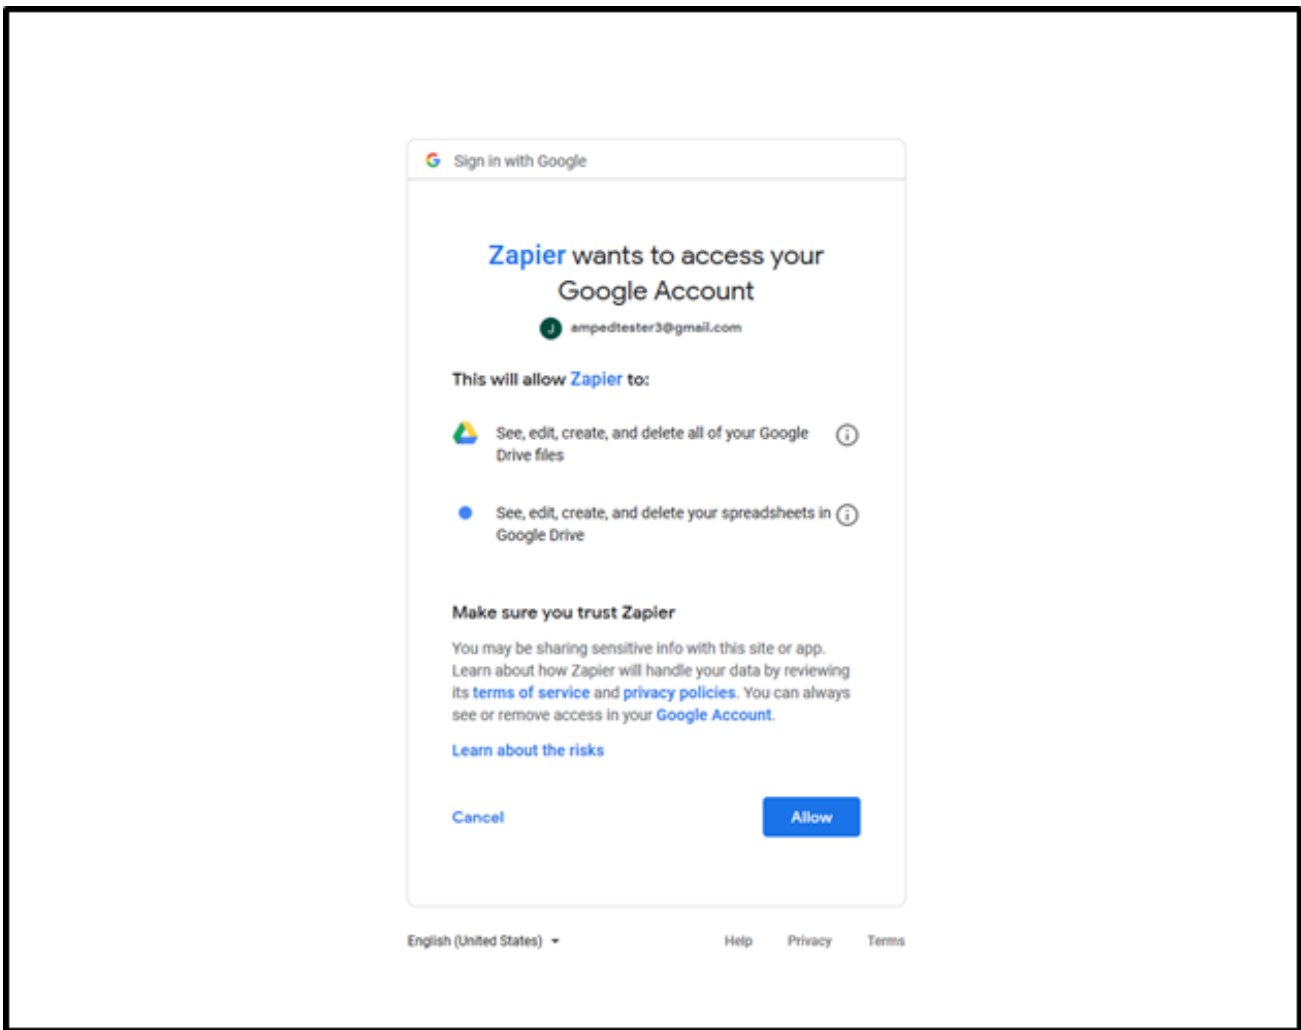 Sign in with Google
Zapier wants to access your
Google Account
J ampedtester3@gmail.com
This will allow Zapier to:
See, edit, create, and delete all of your Google
Drive files
See, edit, create, and delete your spreadsheets in
Google Drive
Make sure you trust Zapier
You may be sharing sensitive info with this site or app.
Learn about how Zapier will handle your data by reviewing
its terms of service and privacy policies. You can always
see or remove access in your Google Account.
Learn about the risks
Cancel Allow
English (United States) Help Privacy Terms